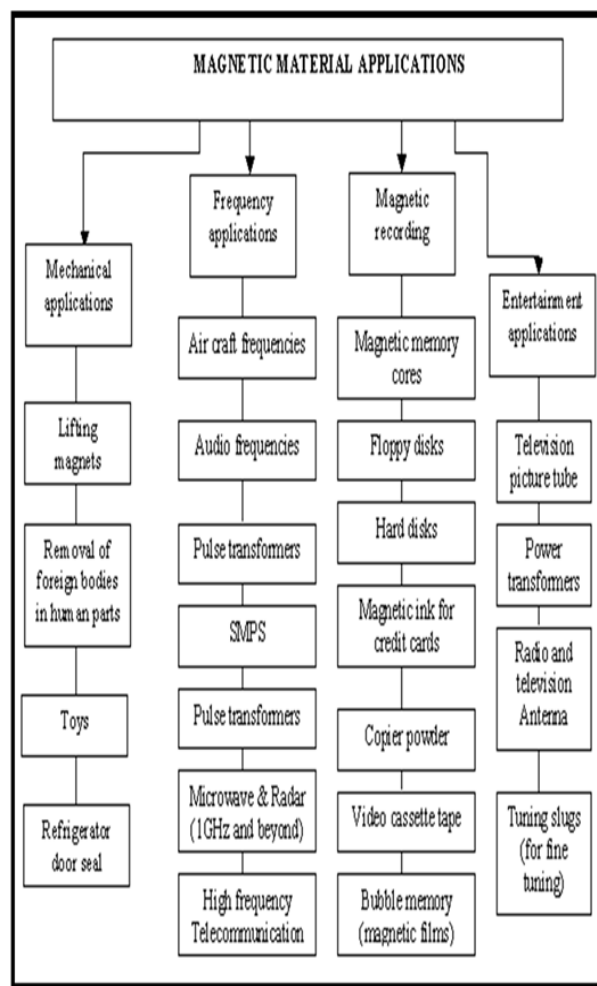 MAGNETIC MATERIAL APPLICATIONS
Mechanical
applications
Lifting
magnets
Removal of
foreign bodies
in human parts
Toys
Refrigerator
door seal
Frequency
applications
Air craft frequencies
Audio frequencies
Pulse transformers
SMPS
Pulse transformers
Microwave & Radar
(1GHz and beyond)
High frequency
Telecommunication
Magnetic
recording
Magnetic memory
cores
Floppy disks
Hard disks
Magnetic ink for
credit cards
Copier powder
Video cassette tape
Bubble memory
(magnetic films)
Entertainment
applications
Television
picture tube
Power
transformers
Radio and
television
Antenna
Tuning slugs
(for fine
tuning)